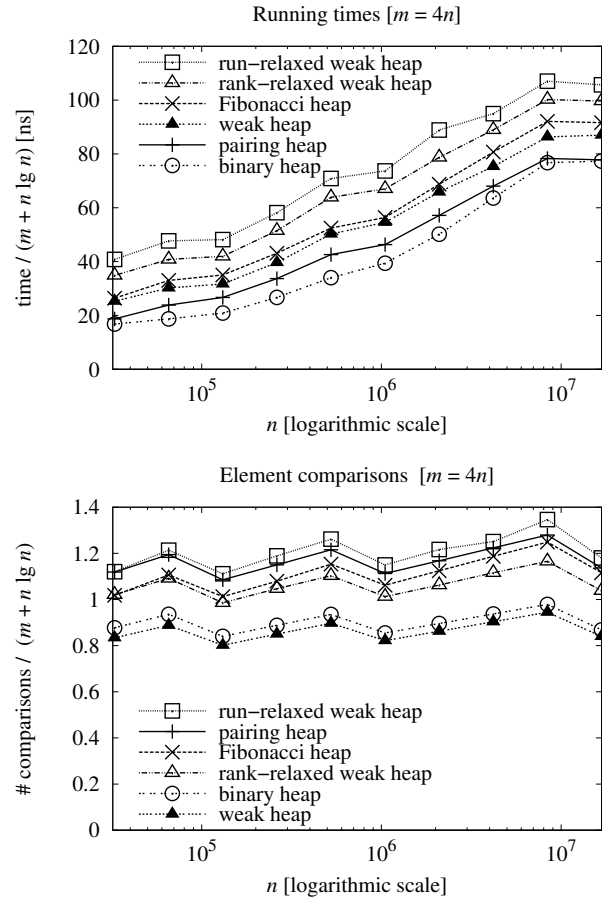 Running times [m = 4n]
time / (m + n lg n) [ns]
120
100
80
60
40
20
0
run−relaxed weak heap
rank−relaxed weak heap
Fibonacci heap
weak heap
pairing heap
binary heap
10^5
10^6
10^7
n [logarithmic scale]
Element comparisons [m = 4n]
# comparisons / (m + n lg n)
1.4
1.2
1
0.8
0.6
0.4
0.2
0
run−relaxed weak heap
pairing heap
Fibonacci heap
rank−relaxed weak heap
binary heap
weak heap
10^5
10^6
10^7
n [logarithmic scale]